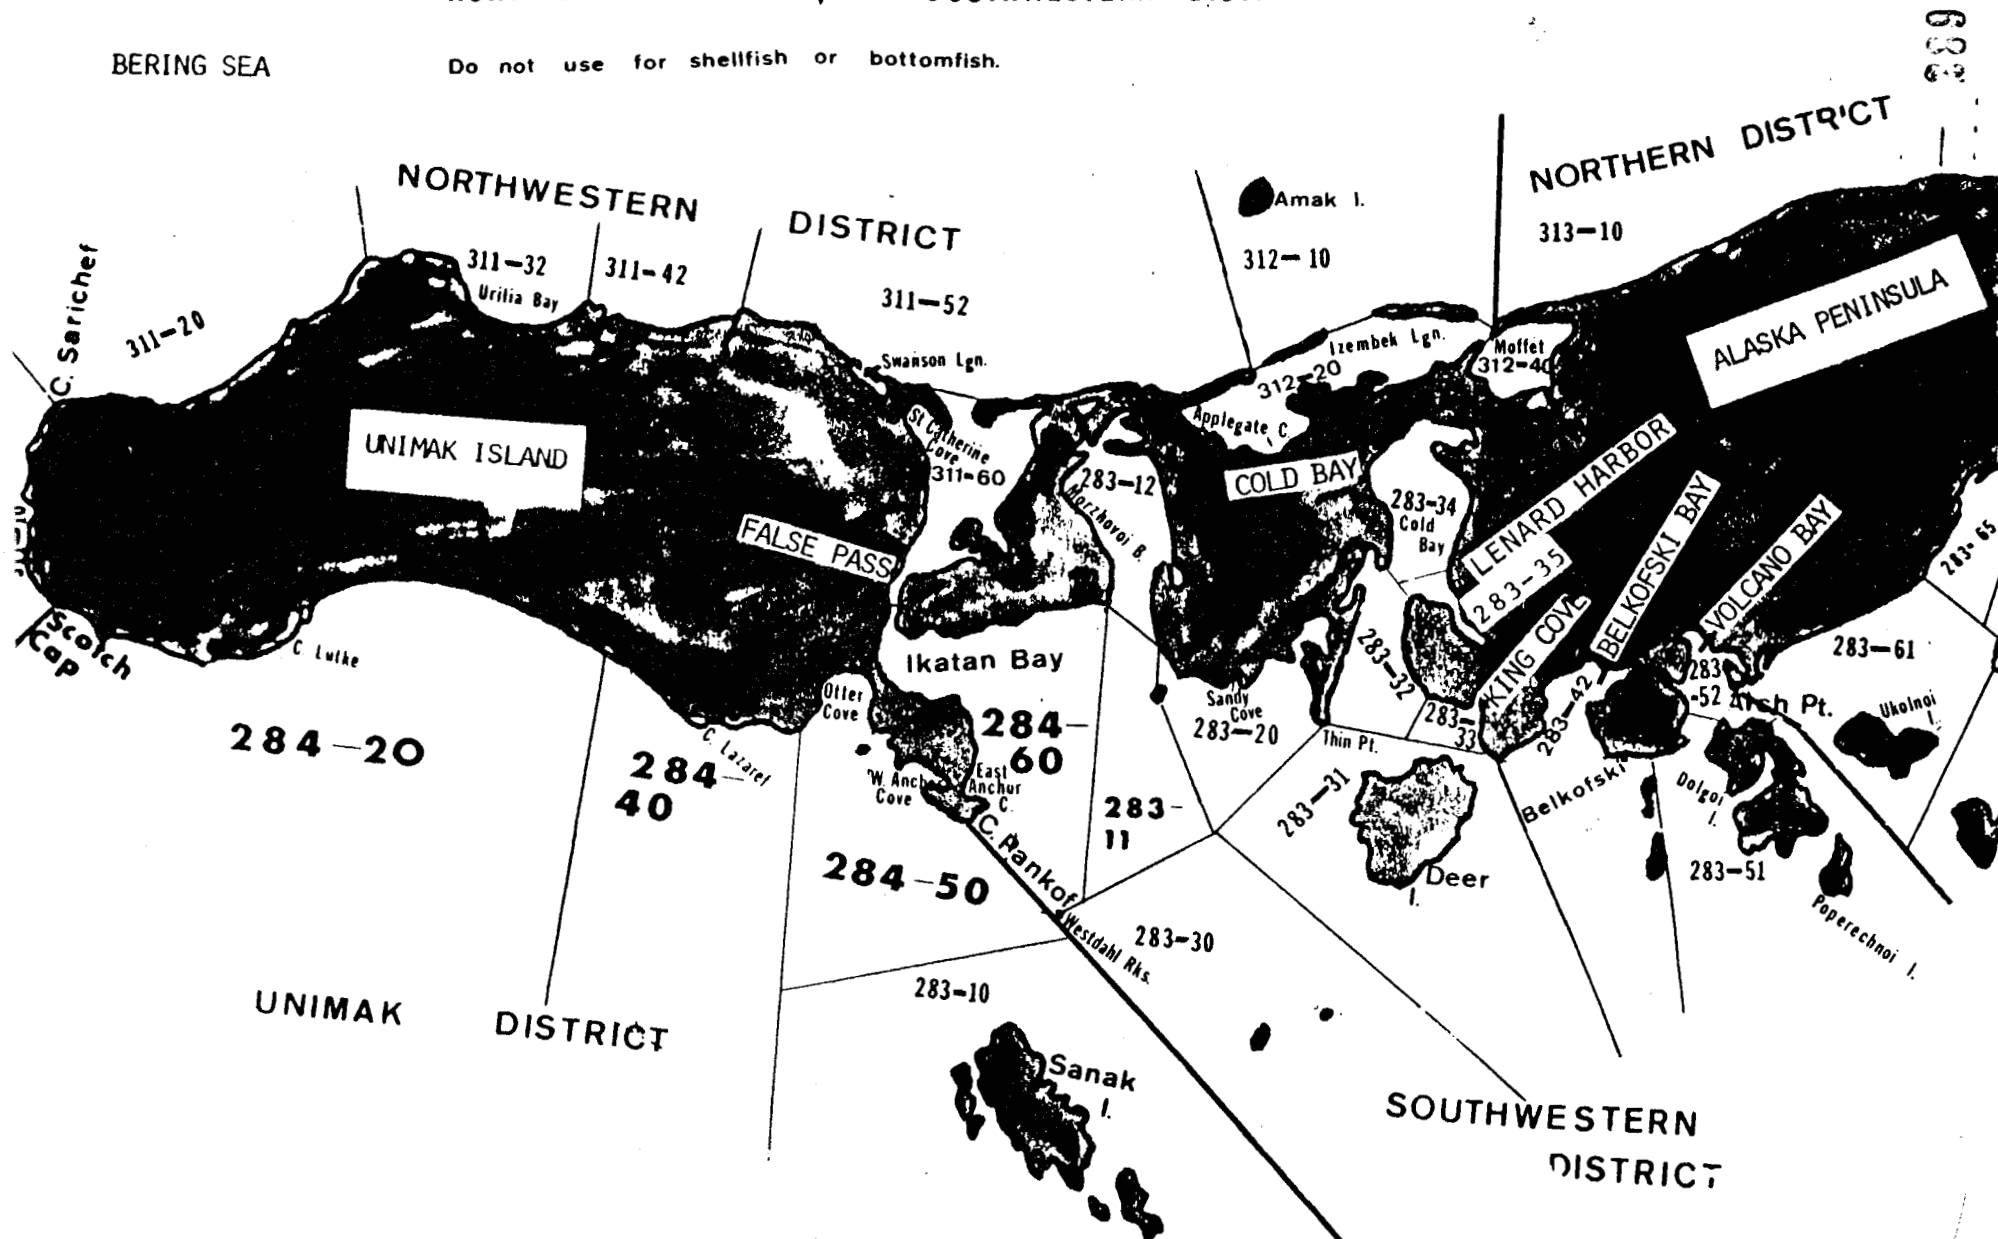 BERING SEA
Do not use for shellfish or bottomfish.
NORTHWESTERN DISTRICT
NORTHERN DISTRICT
C. Sarichef
311-20
311-32
Urilia Bay
311-42
311-52
Swanson Lgn.
Amak I.
312-10
313-10
Izembek Lgn.
312-20
Moffet
312-40
Applegate C.
ALASKA PENINSULA
UNIMAK ISLAND
St Catherine
Cove
311-60
283-12
Morzhovoi B.
COLD BAY
283-34
Cold
Bay
LENARD HARBOR
283-35
BELKOFSKI BAY
VOLCANO BAY
283-65
FALSE PASS
KING COVE
Scotch
Cap
C. Lutke
Ikatan Bay
Otter
Cove
284-20
284-
40
C. Lazaref
284-
60
W. Anch
Cove
East
Anchor
C.
C. Pankof
283-
11
284-50
Sandy
Cove
283-20
283-32
Thin Pt.
283-
33
283-42
283
-52
Arch Pt.
283-61
Ukolnoi
I.
283-31
Deer
I.
Belkofski
Dolgoi
I.
283-51
Poperechnoi I.
Westdahl Rks.
283-30
283-10
Sanak
I.
UNIMAK DISTRICT
SOUTHWESTERN
DISTRICT